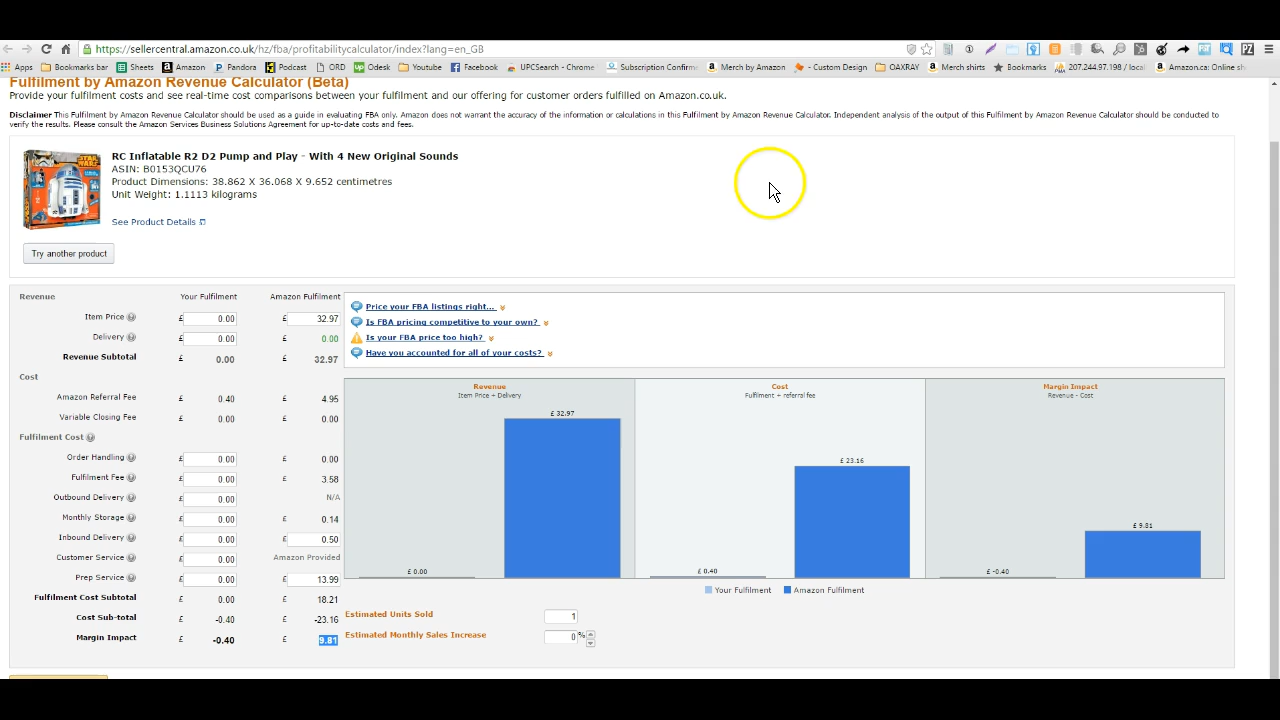 https://sellercentral.amazon.co.uk/hz/fba/profitabilitycalculator/index?lang=en_GB
Apps Bookmarks bar Sheets Amazon Pandora Podcast ORD Odesk Youtube Facebook UPCSearch - Chrome Subscription Confirm Merch by Amazon - Custom Design OAXRAY Merch shirts Bookmarks 207.244.97.198 / local Amazon.ca: Online sh
Fulfilment by Amazon Revenue Calculator (Beta)
Provide your fulfilment costs and see real-time cost comparisons between your fulfilment and our offering for customer orders fulfilled on Amazon.co.uk.
Disclaimer This Fulfilment by Amazon Revenue Calculator should be used as a guide in evaluating FBA only. Amazon does not warrant the accuracy of the information or calculations in this Fulfilment by Amazon Revenue Calculator. Independent analysis of the output of this Fulfilment by Amazon Revenue Calculator should be conducted to
verify the results. Please consult the Amazon Services Business Solutions Agreement for up-to-date costs and fees.
RC Inflatable R2 D2 Pump and Play - With 4 New Original Sounds
ASIN: B0153QCU76
Product Dimensions: 38.862 X 36.068 X 9.652 centimetres
Unit Weight: 1.1113 kilograms
See Product Details
Try another product
Revenue Your Fulfilment Amazon Fulfilment
Item Price £ 0.00 £ 32.97
Delivery £ 0.00 £ 0.00
Revenue Subtotal £ 0.00 £ 32.97
Cost
Amazon Referral Fee £ 0.40 £ 4.95
Variable Closing Fee £ 0.00 £ 0.00
Fulfilment Cost
Order Handling £ 0.00 £ 0.00
Fulfilment Fee £ 0.00 £ 3.58
Outbound Delivery £ 0.00 N/A
Monthly Storage £ 0.00 £ 0.14
Inbound Delivery £ 0.00 £ 0.50
Customer Service £ 0.00 Amazon Provided
Prep Service £ 0.00 £ 13.99
Fulfilment Cost Subtotal £ 0.00 £ 18.21
Cost Sub-total £ -0.40 £ -23.16
Margin Impact £ -0.40 £ 9.81
Price your FBA listings right...
Is FBA pricing competitive to your own?
Is your FBA price too high?
Have you accounted for all of your costs?
Revenue
Item Price + Delivery
£ 32.97
£ 0.00
Cost
Fulfilment + referral fee
£ 23.16
£ 0.40
Margin Impact
Revenue - Cost
£ 9.81
£ -0.40
Your Fulfilment Amazon Fulfilment
Estimated Units Sold 1
Estimated Monthly Sales Increase 0 %